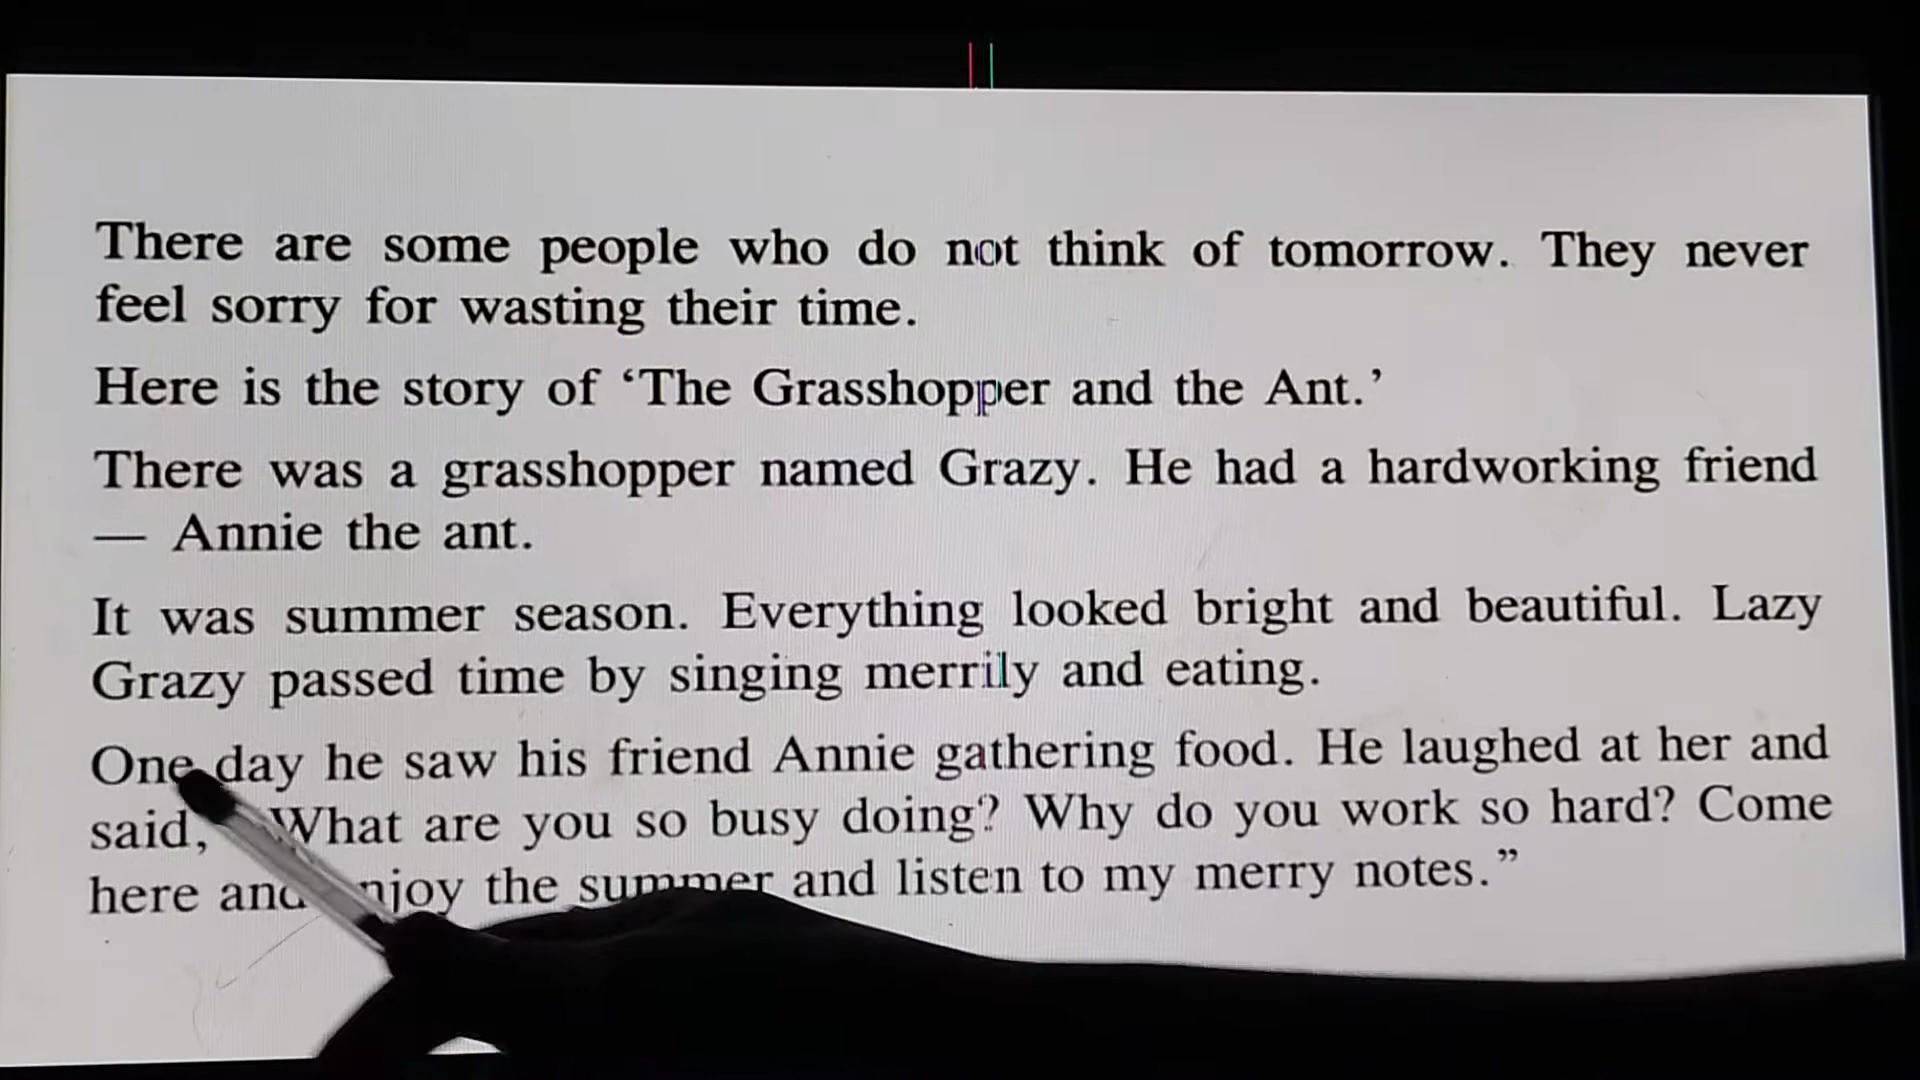 There are some people who do not think of tomorrow. They never
feel sorry for wasting their time.
Here is the story of ‘The Grasshopper and the Ant.’
There was a grasshopper named Grazy. He had a hardworking friend
— Annie the ant.
It was summer season. Everything looked bright and beautiful. Lazy
Grazy passed time by singing merrily and eating.
One day he saw his friend Annie gathering food. He laughed at her and
said, What are you so busy doing? Why do you work so hard? Come
here and enjoy the summer and listen to my merry notes.”